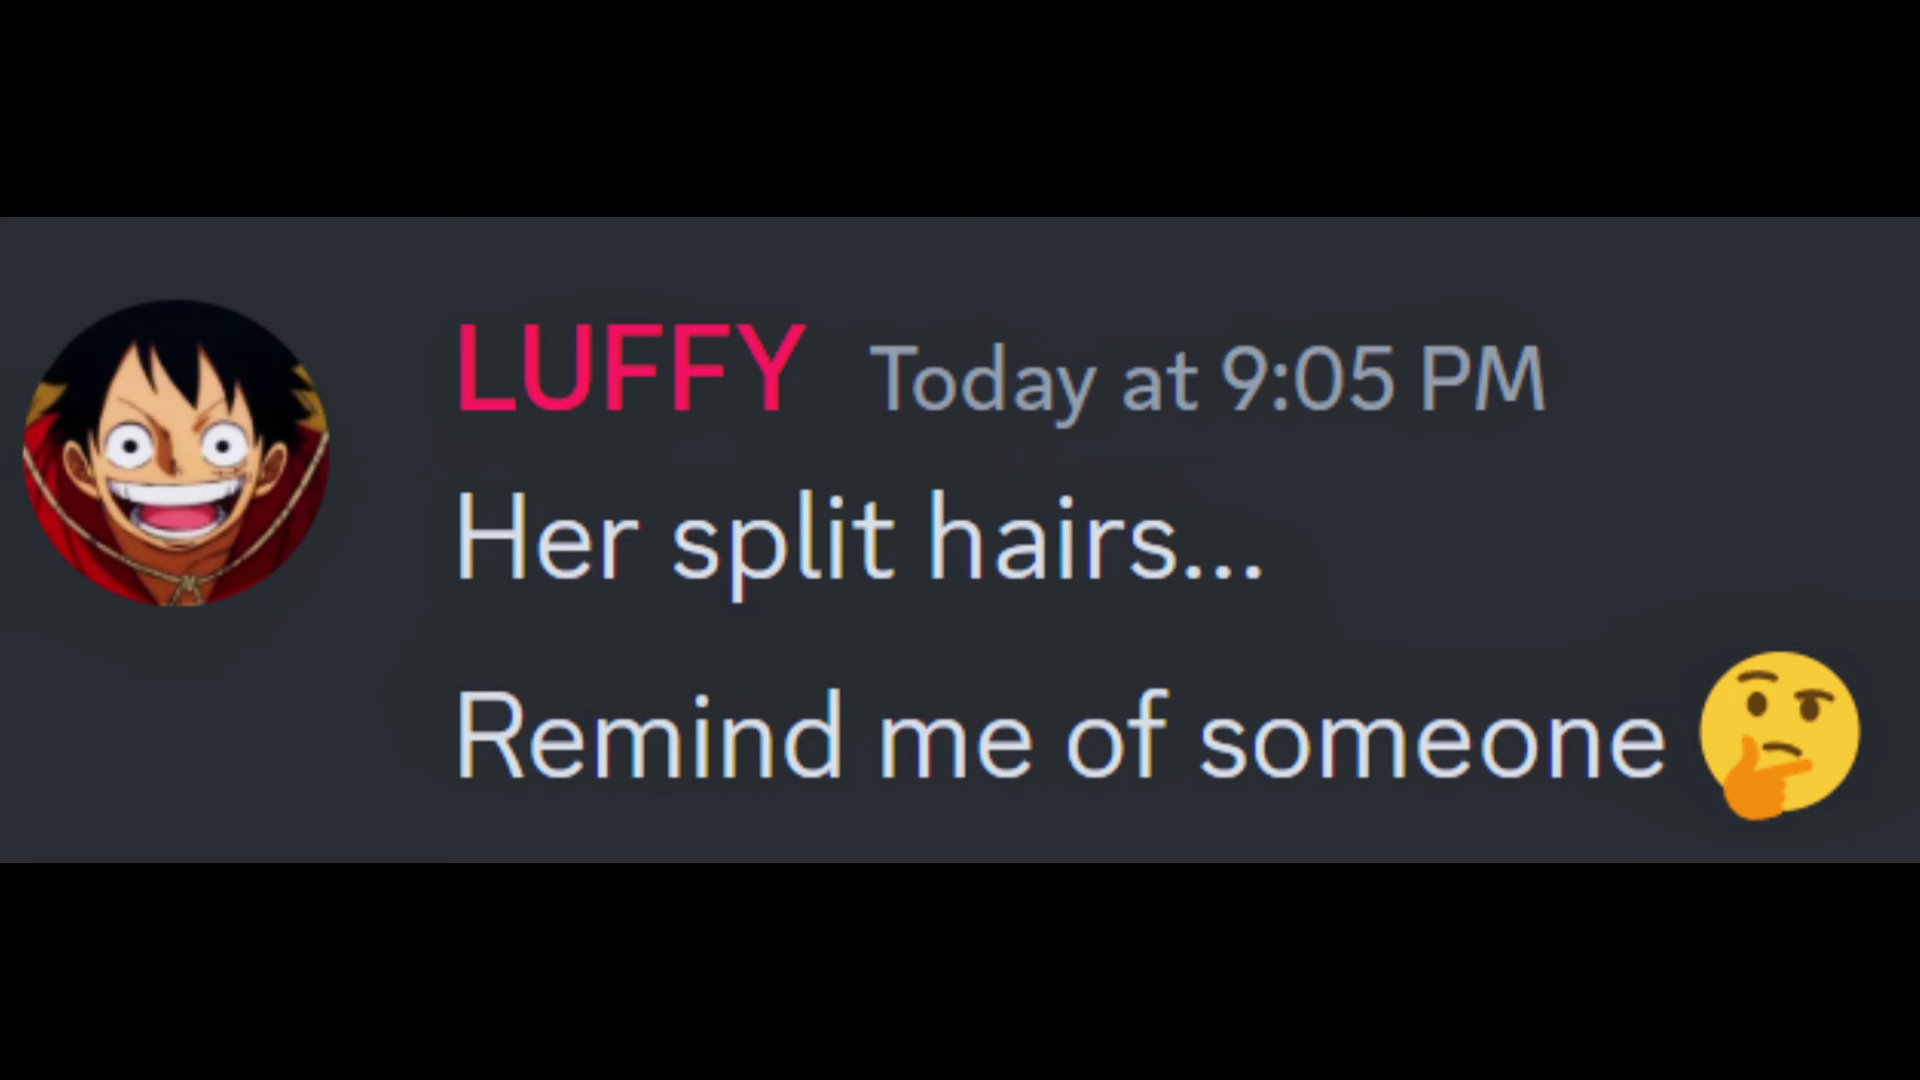 LUFFY Today at 9:05 PM
Her split hairs...
Remind me of someone 🤔